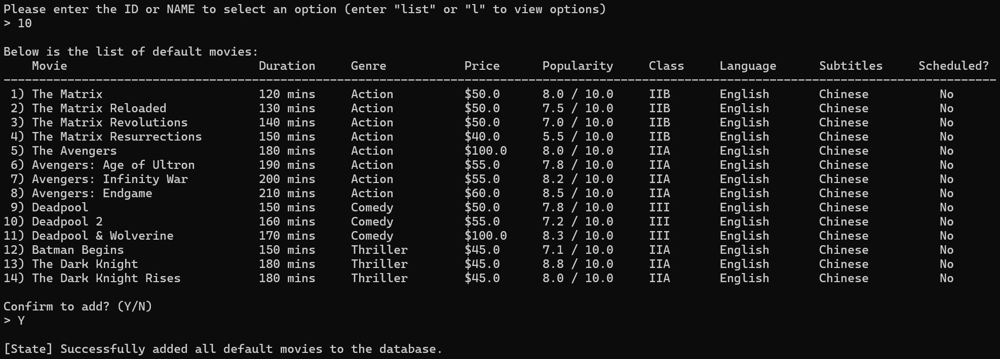 Please enter the ID or NAME to select an option (enter "list" or "l" to view options)
> 10
Below is the list of default movies:
Movie Duration Genre Price Popularity Class Language Subtitles Scheduled?
--------------------------------------------------------------------------------------------------------------------------------------------
1) The Matrix 120 mins Action $50.0 8.0 / 10.0 IIB English Chinese No
2) The Matrix Reloaded 130 mins Action $50.0 7.5 / 10.0 IIB English Chinese No
3) The Matrix Revolutions 140 mins Action $50.0 7.0 / 10.0 IIB English Chinese No
4) The Matrix Resurrections 150 mins Action $40.0 5.5 / 10.0 IIB English Chinese No
5) The Avengers 180 mins Action $100.0 8.0 / 10.0 IIA English Chinese No
6) Avengers: Age of Ultron 190 mins Action $55.0 7.8 / 10.0 IIA English Chinese No
7) Avengers: Infinity War 200 mins Action $55.0 8.2 / 10.0 IIA English Chinese No
8) Avengers: Endgame 210 mins Action $60.0 8.5 / 10.0 IIA English Chinese No
9) Deadpool 150 mins Comedy $50.0 7.8 / 10.0 III English Chinese No
10) Deadpool 2 160 mins Comedy $55.0 7.2 / 10.0 III English Chinese No
11) Deadpool & Wolverine 170 mins Comedy $100.0 8.3 / 10.0 III English Chinese No
12) Batman Begins 150 mins Thriller $45.0 7.1 / 10.0 IIA English Chinese No
13) The Dark Knight 180 mins Thriller $45.0 8.8 / 10.0 IIA English Chinese No
14) The Dark Knight Rises 180 mins Thriller $45.0 8.0 / 10.0 IIA English Chinese No
Confirm to add? (Y/N)
> Y
[State] Successfully added all default movies to the database.